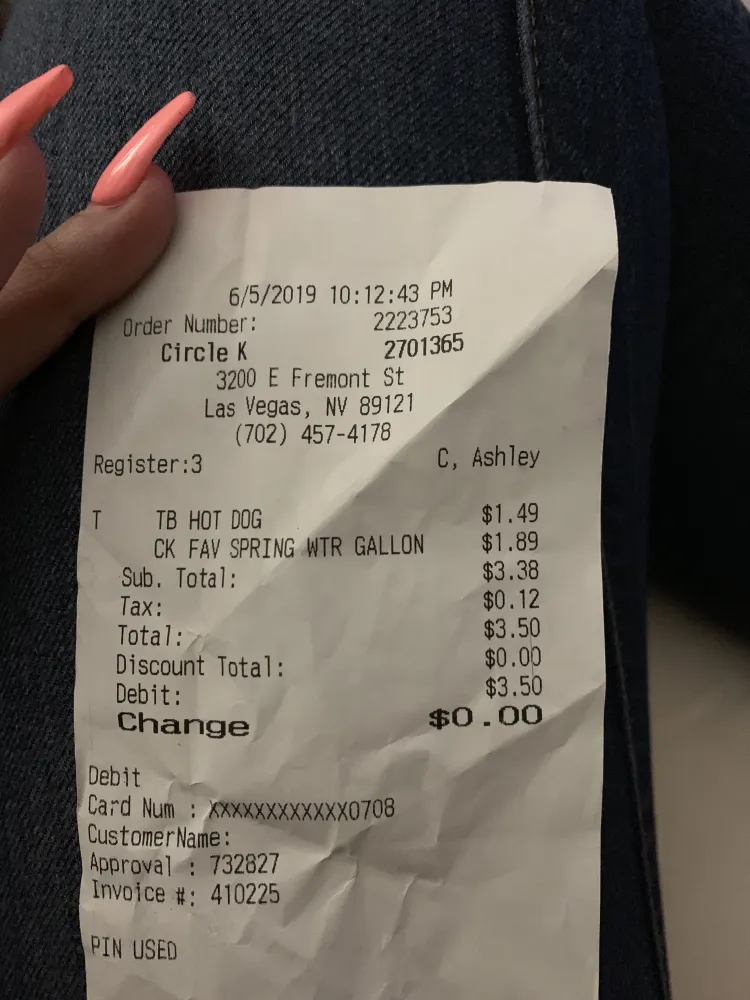 6/5/2019 10:12:43 PM
Order Number: 2223753
Circle K 2701365
3200 E Fremont St
Las Vegas, NV 89121
(702) 457-4178
Register:3 C, Ashley
T TB HOT DOG $1.49
CK FAV SPRING WTR GALLON $1.89
Sub. Total: $3.38
Tax: $0.12
Total: $3.50
Discount Total: $0.00
Debit: $3.50
Change $0.00
Debit
Card Num : XXXXXXXXXXXX0708
CustomerName:
Approval : 732827
Invoice #: 410225
PIN USED